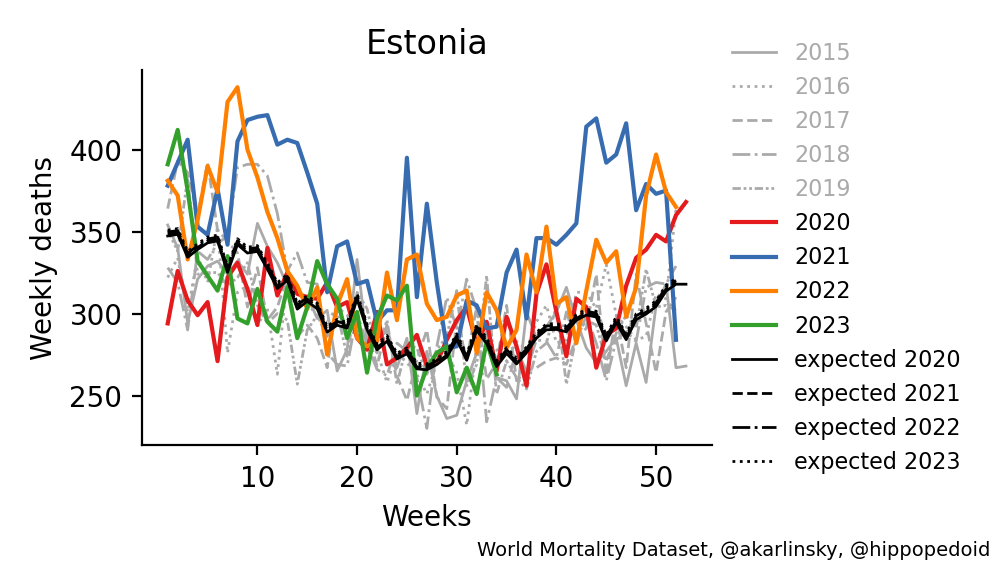 Estonia
Weekly deaths
400
350
300
250
10
20
30
40
50
Weeks
2015
2016
2017
2018
2019
2020
2021
2022
2023
expected 2020
expected 2021
expected 2022
expected 2023
World Mortality Dataset, @akarlinsky, @hippopedoid